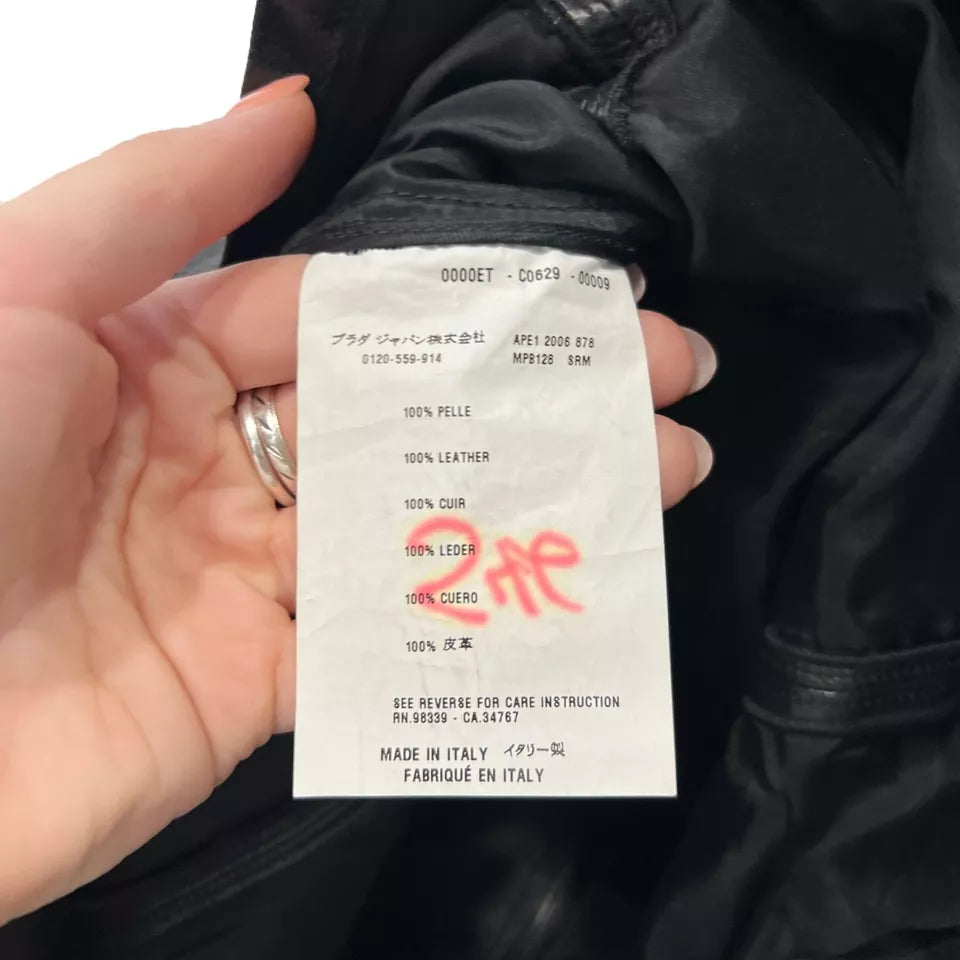 0000ET - C0629 - 00009
プラダ ジャパン株式会社
0120-559-914
APE1 2006 878
MPB128 SRM
100% PELLE
100% LEATHER
100% CUIR
100% LEDER
100% CUERO
100% 皮革
SEE REVERSE FOR CARE INSTRUCTION
RN.98339 - CA.34767
MADE IN ITALY イタリー製
FABRIQUÉ EN ITALY